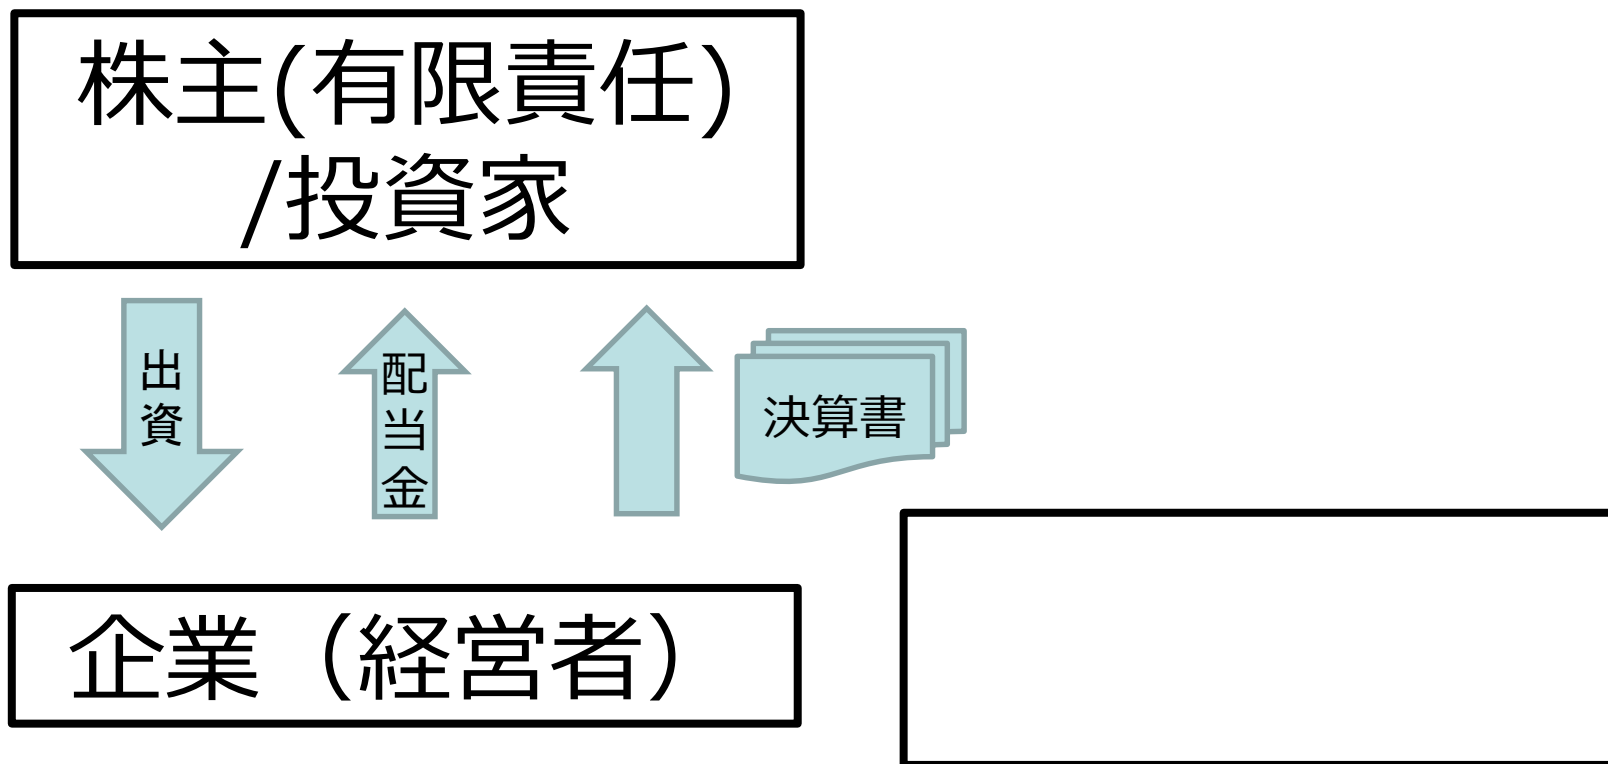 株主(有限責任)
/投資家
出資
配当金
決算書
企業（経営者）